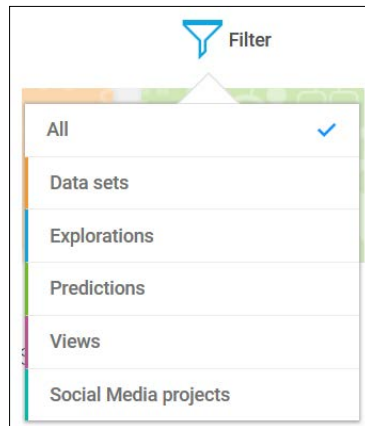 Filter
All
Data sets
Explorations
Predictions
Views
Social Media projects